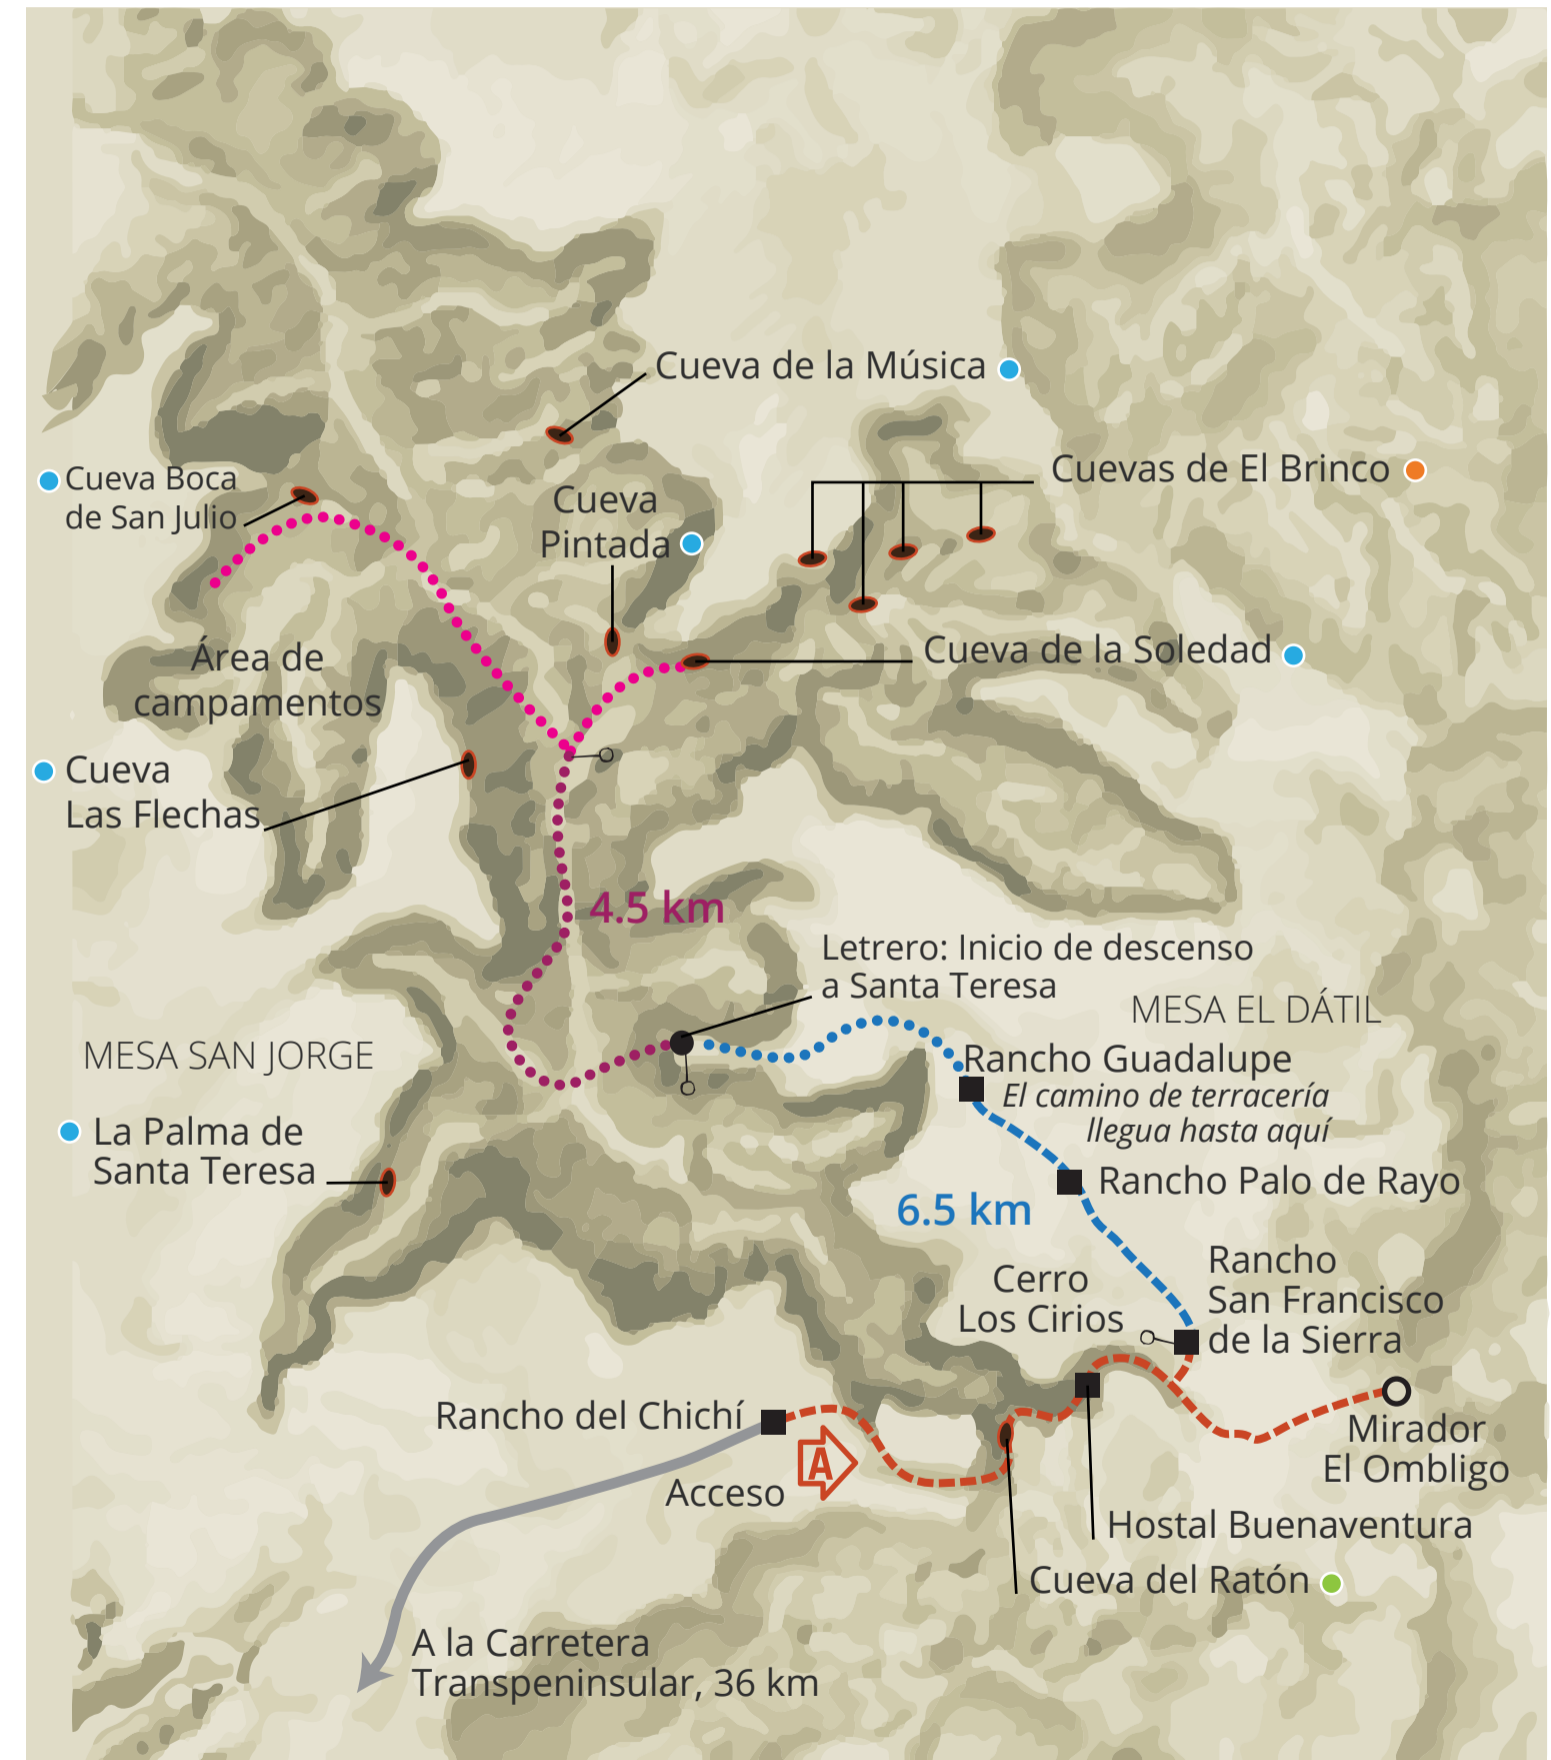 Cueva de la Música
Cuevas de El Brinco
Cueva Boca
de San Julio
Cueva
Pintada
Cueva de la Soledad
Área de
campamentos
Cueva
Las Flechas
4.5 km
Letrero: Inicio de descenso
a Santa Teresa
MESA EL DÁTIL
MESA SAN JORGE
Rancho Guadalupe
El camino de terracería
llegua hasta aquí
La Palma de
Santa Teresa
Rancho Palo de Rayo
6.5 km
Cerro
Los Cirios
Rancho
San Francisco
de la Sierra
Rancho del Chichí
A
Acceso
Mirador
El Ombligo
Hostal Buenaventura
Cueva del Ratón
A la Carretera
Transpeninsular, 36 km